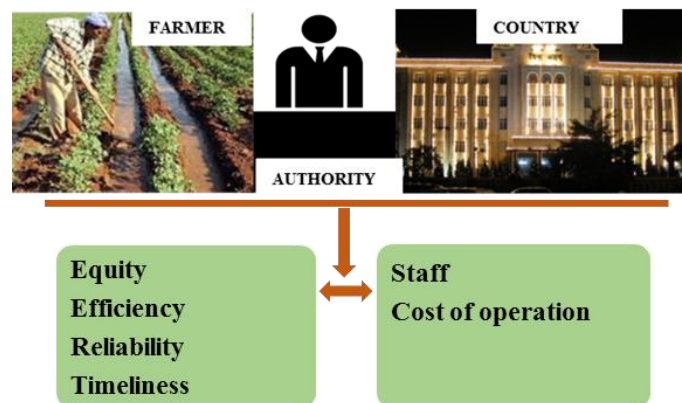 FARMER
COUNTRY
AUTHORITY
Equity
Efficiency
Reliability
Timeliness
Staff
Cost of operation